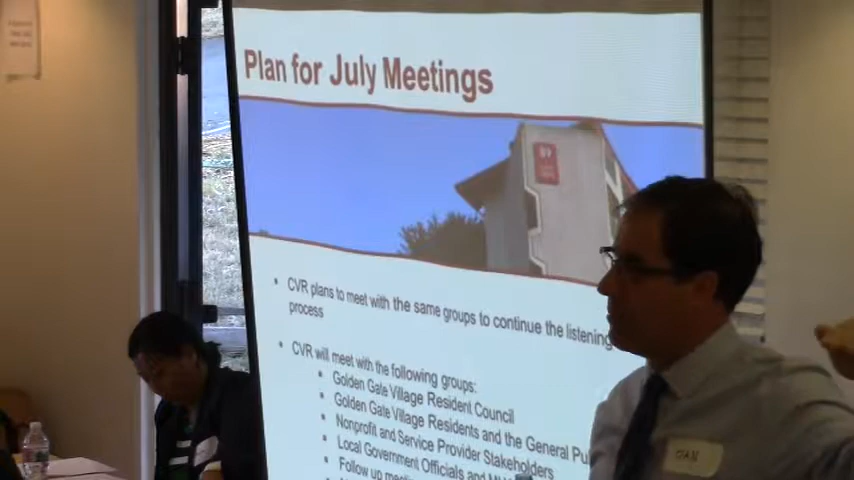 Plan for July Meetings
• CVR plans to meet with the same groups to continue the listening
process
• CVR will meet with the following groups:
• Golden Gate Village Resident Council
• Golden Gate Village Residents and the General Pu
• Nonprofit and Service Provider Stakeholders
• Local Government Officials and
• Follow up
DAN